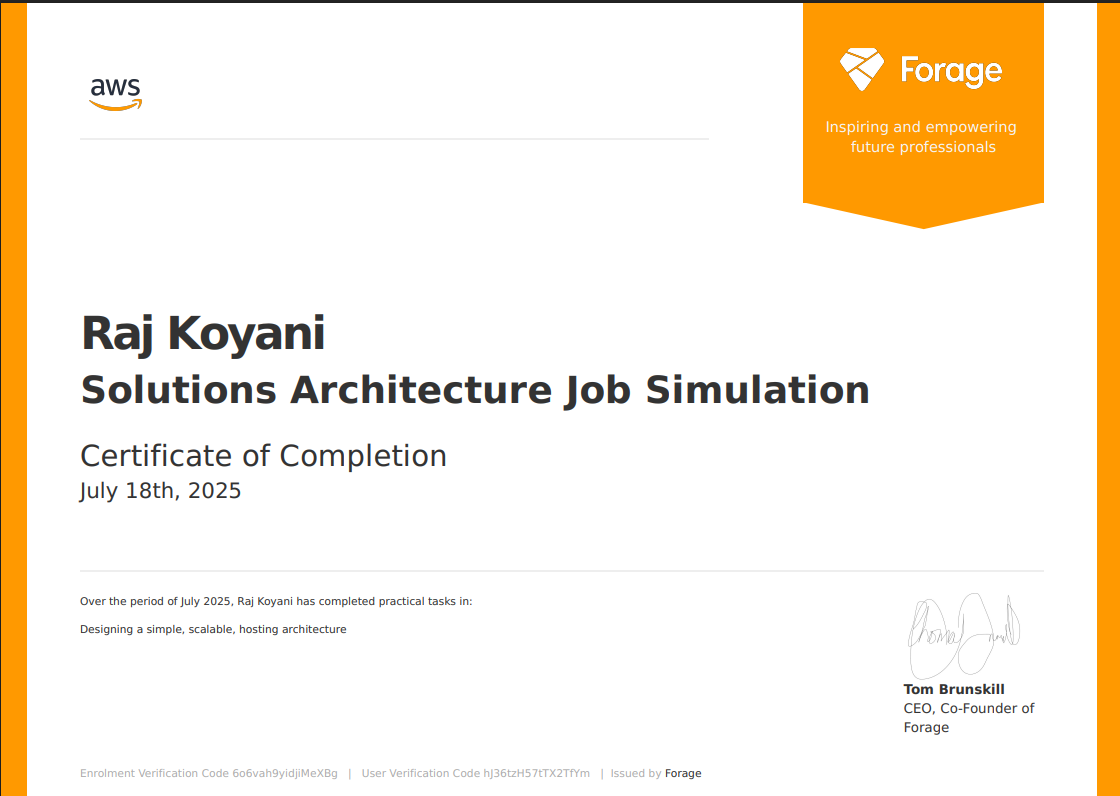 aws
Forage
Inspiring and empowering
future professionals
Raj Koyani
Solutions Architecture Job Simulation
Certificate of Completion
July 18th, 2025
Over the period of July 2025, Raj Koyani has completed practical tasks in:
Designing a simple, scalable, hosting architecture
Tom Brunskill
CEO, Co-Founder of
Forage
Enrolment Verification Code 6o6vah9yidjiMeXBg | User Verification Code hJ36tzH57tTX2TfYm | Issued by Forage